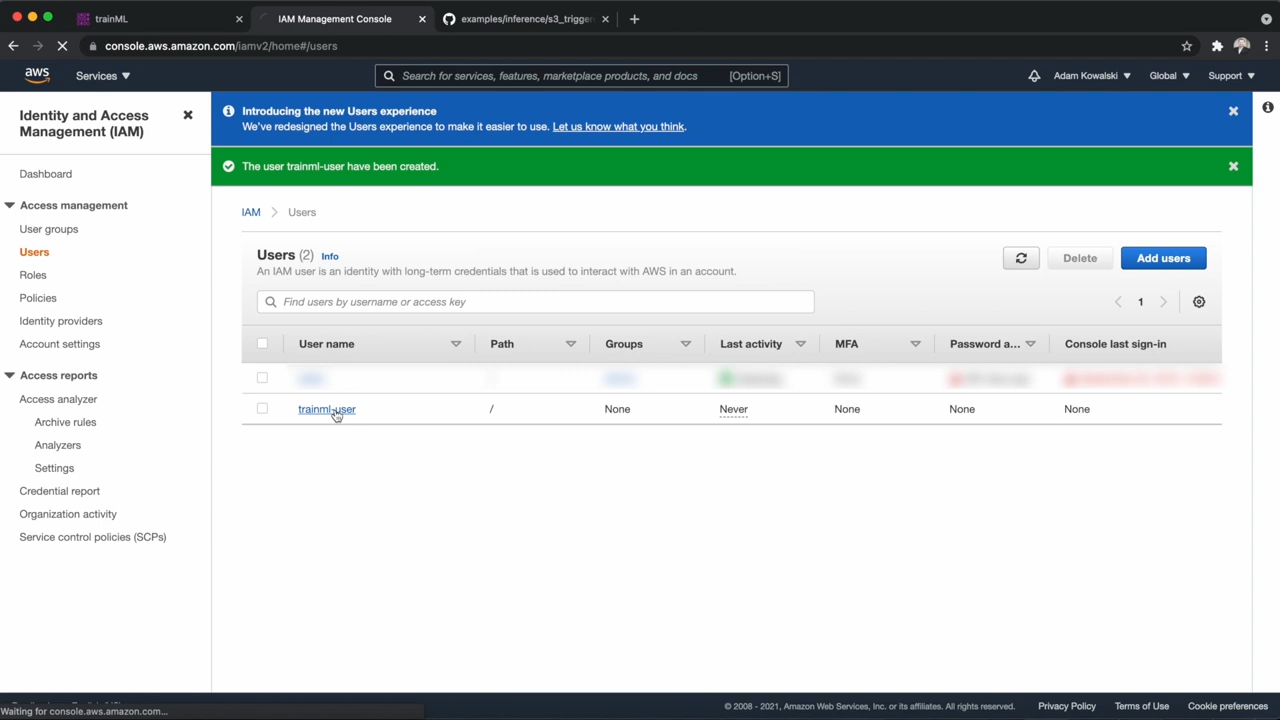 trainML
IAM Management Console
examples/inference/s3_trigger
console.aws.amazon.com/iamv2/home#/users
aws
Services
Search for services, features, marketplace products, and docs
[Option+S]
Adam Kowalski
Global
Support
Identity and Access
Management (IAM)
Dashboard
Access management
User groups
Users
Roles
Policies
Identity providers
Account settings
Access reports
Access analyzer
Archive rules
Analyzers
Settings
Credential report
Organization activity
Service control policies (SCPs)
Introducing the new Users experience
We've redesigned the Users experience to make it easier to use. Let us know what you think.
The user trainml-user have been created.
IAM
Users
Users (2) Info
An IAM user is an identity with long-term credentials that is used to interact with AWS in an account.
Delete
Add users
Find users by username or access key
1
User name
Path
Groups
Last activity
MFA
Password a...
Console last sign-in
trainml-user
/
None
Never
None
None
None
Waiting for console.aws.amazon.com...
© 2008 - 2021, Amazon Web Services, Inc. or its affiliates. All rights reserved.
Privacy Policy
Terms of Use
Cookie preferences